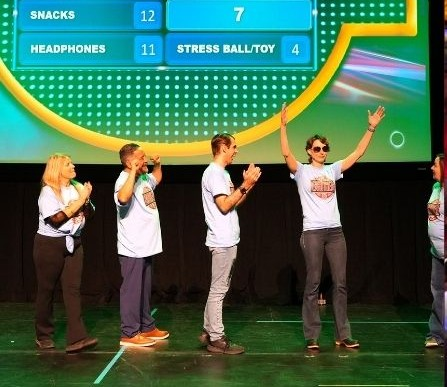 SNACKS 12
7
HEADPHONES 11
STRESS BALL/TOY 4